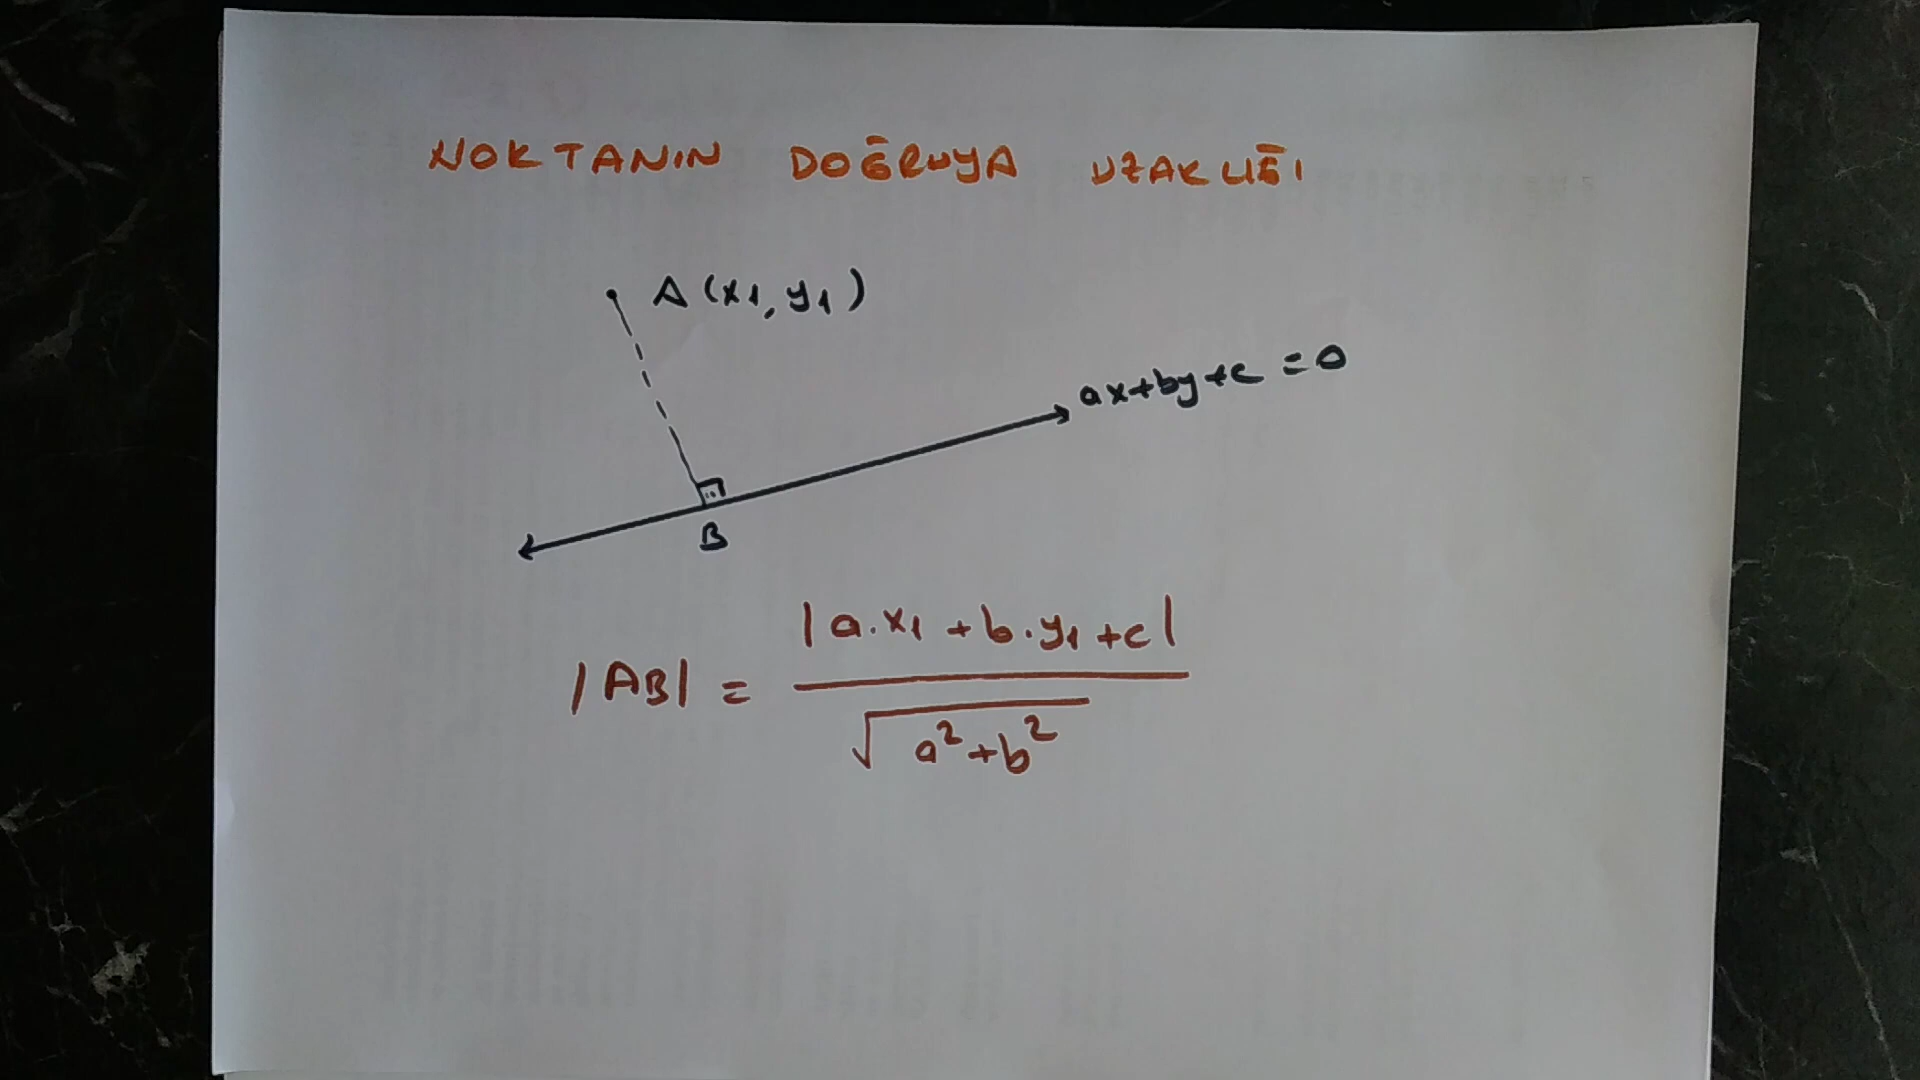 NOKTANIN DOĞRUYA UZAKLIĞI
A (x1, y1)
ax+by+c = 0
B
|AB| = |a.x1 + b.y1 + c| / √a²+b²